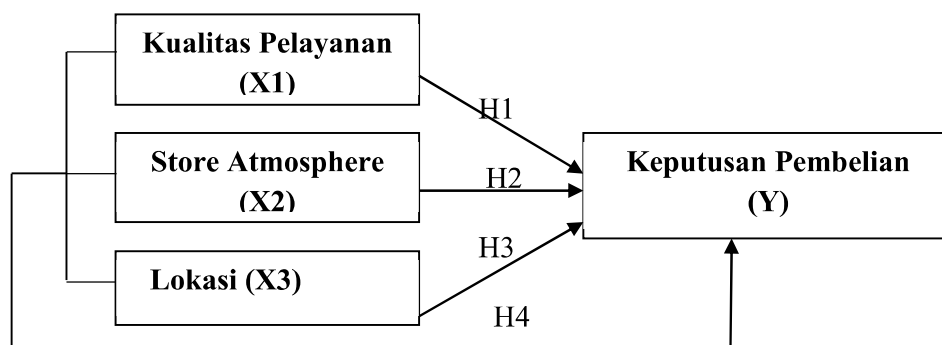 Kualitas Pelayanan
(X1)
H1
Store Atmosphere
(X2)
H2
Keputusan Pembelian
(Y)
Lokasi (X3)
H3
H4